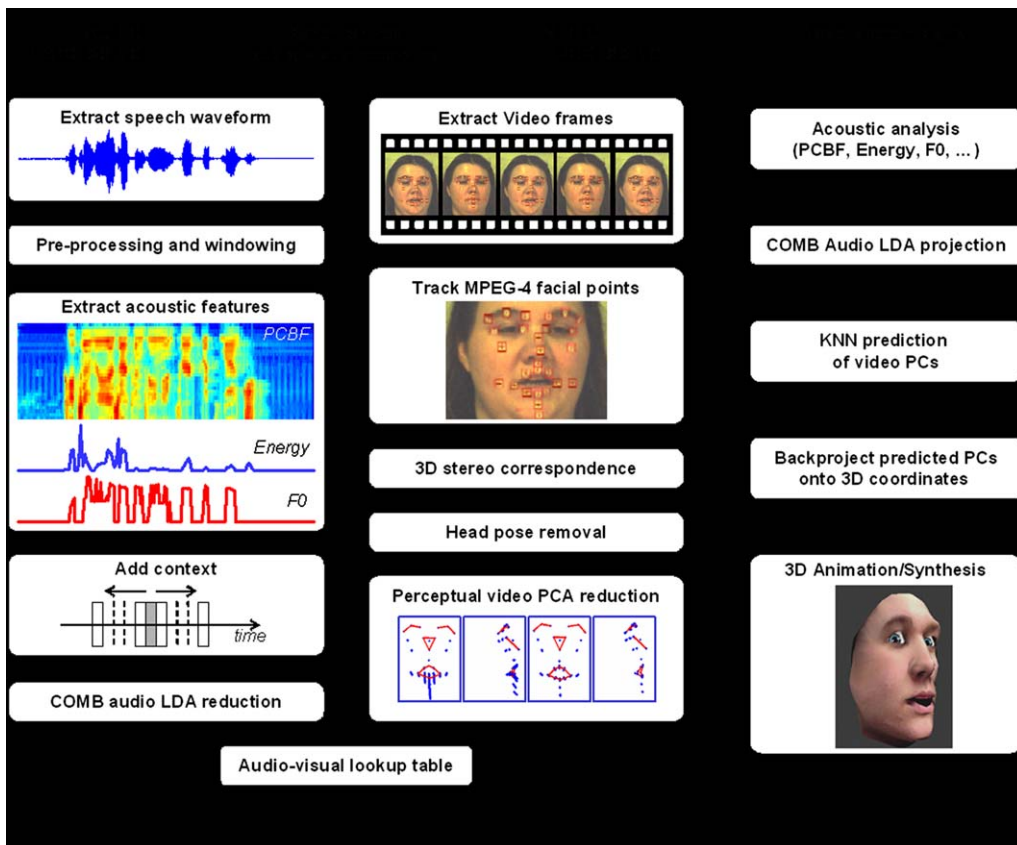 Extract speech waveform
Pre-processing and windowing
Extract acoustic features
PCBF
Energy
F0
Add context
time
COMB audio LDA reduction
Extract Video frames
Track MPEG-4 facial points
3D stereo correspondence
Head pose removal
Perceptual video PCA reduction
Audio-visual lookup table
Acoustic analysis
(PCBF, Energy, F0, ...)
COMB Audio LDA projection
KNN prediction
of video PCs
Backproject predicted PCs
onto 3D coordinates
3D Animation/Synthesis